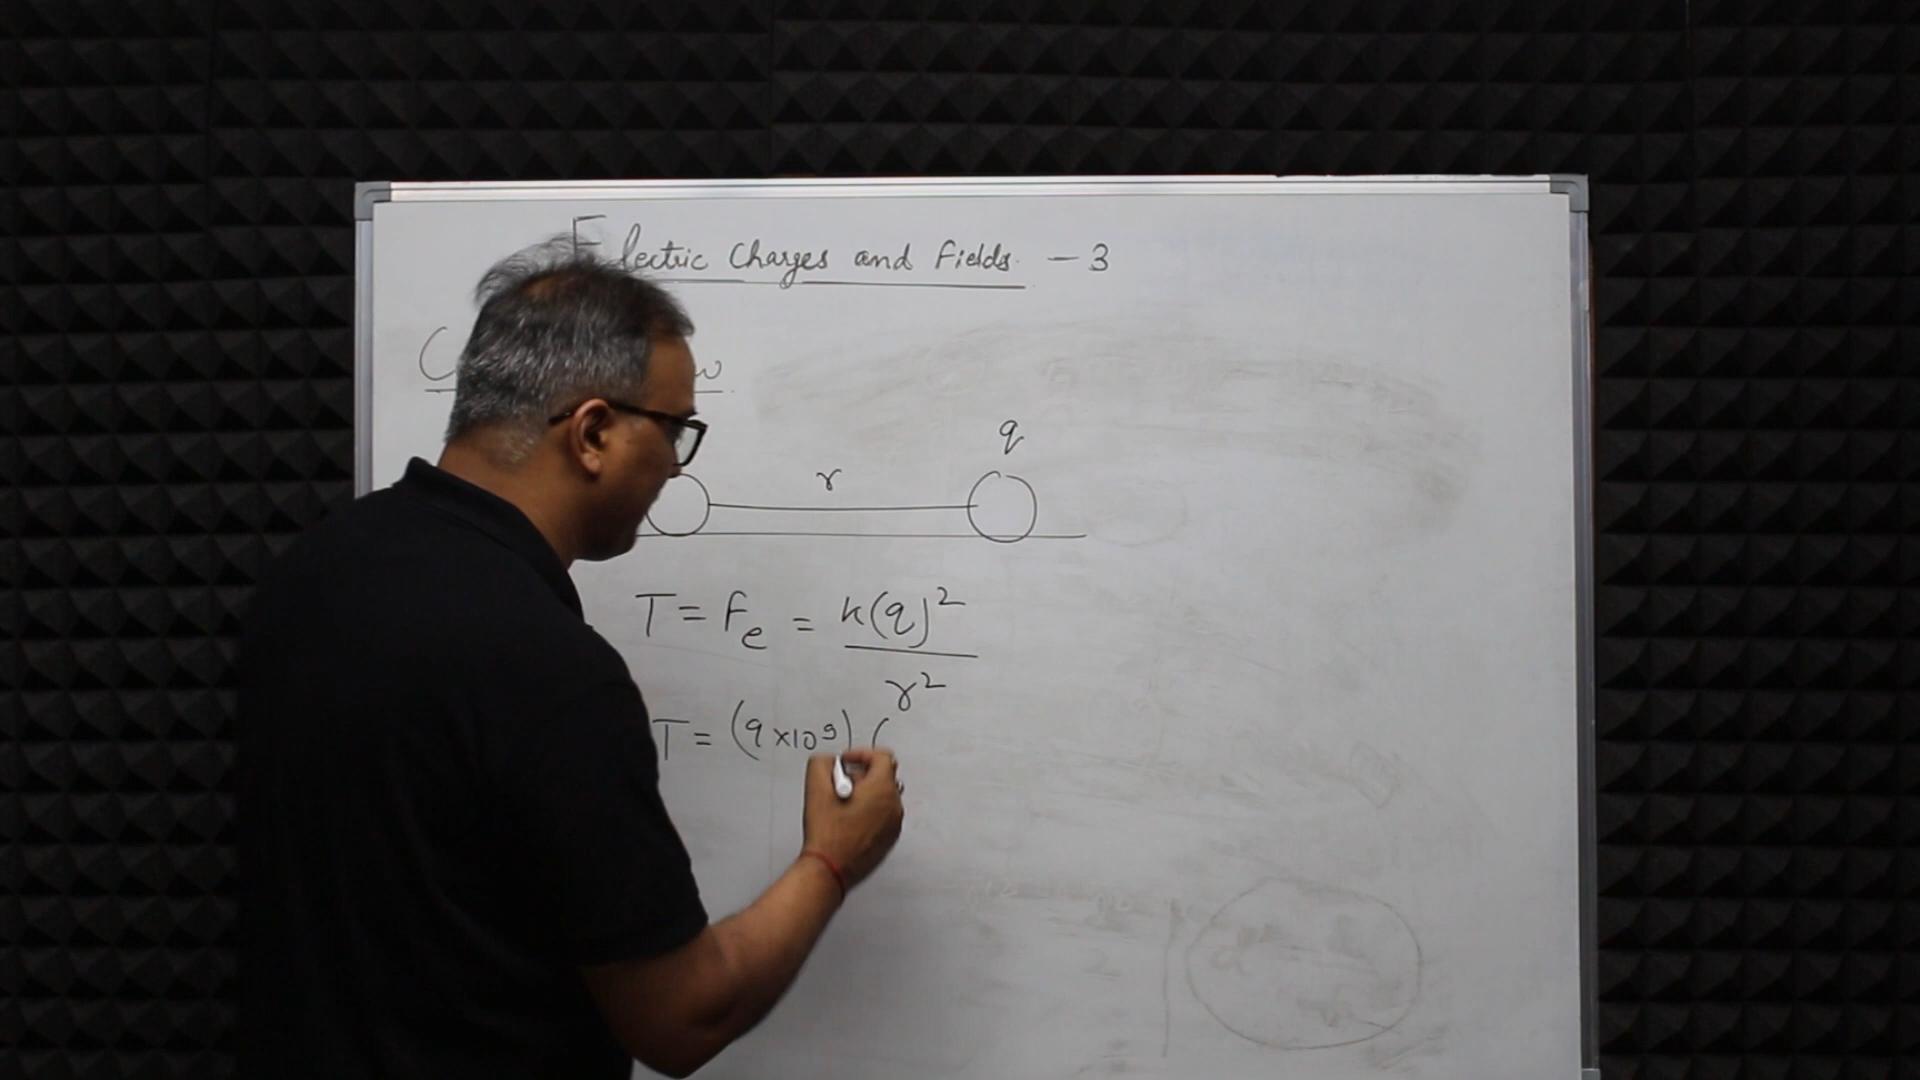 Electric Charges and Fields. - 3
q
r
T = Fe = k(q)²/r²
T = (9×10⁹) (